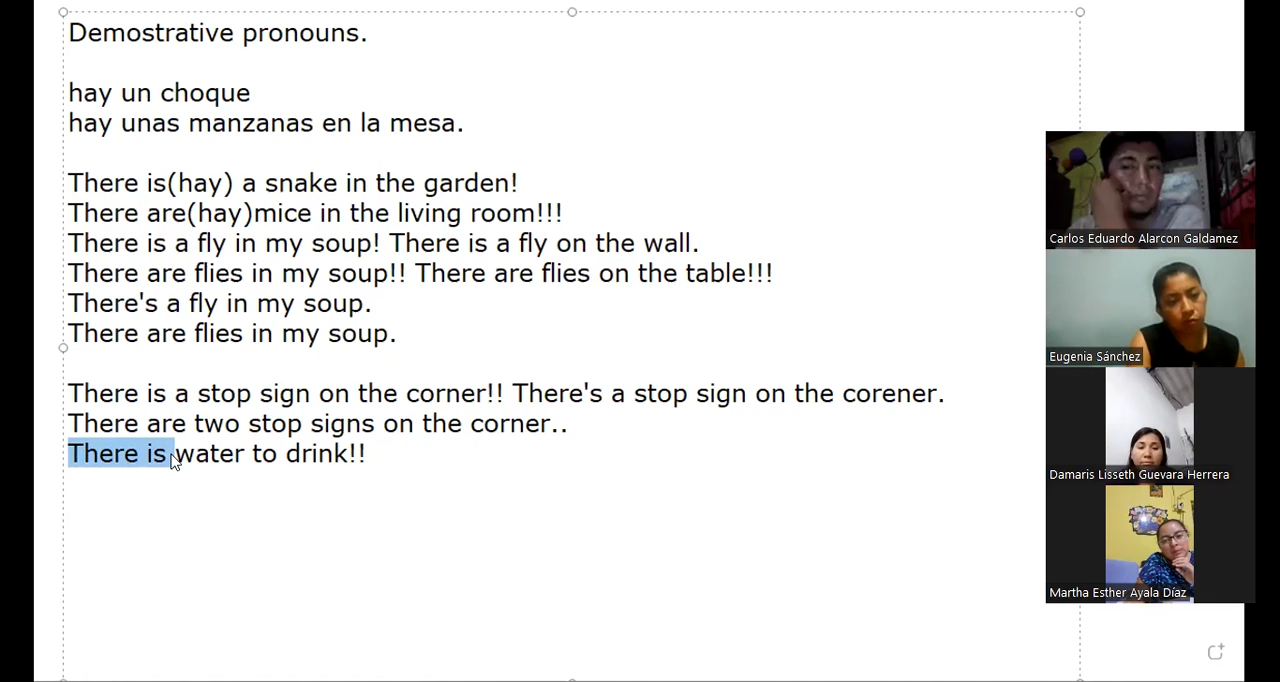 Demostrative pronouns.
hay un choque
hay unas manzanas en la mesa.
There is(hay) a snake in the garden!
There are(hay)mice in the living room!!!
There is a fly in my soup! There is a fly on the wall.
There are flies in my soup!! There are flies on the table!!!
There's a fly in my soup.
There are flies in my soup.
There is a stop sign on the corner!! There's a stop sign on the corener.
There are two stop signs on the corner..
There is water to drink!!
Carlos Eduardo Alarcon Galdamez
Eugenia Sánchez
Damaris Lisseth Guevara Herrera
Martha Esther Ayala Díaz